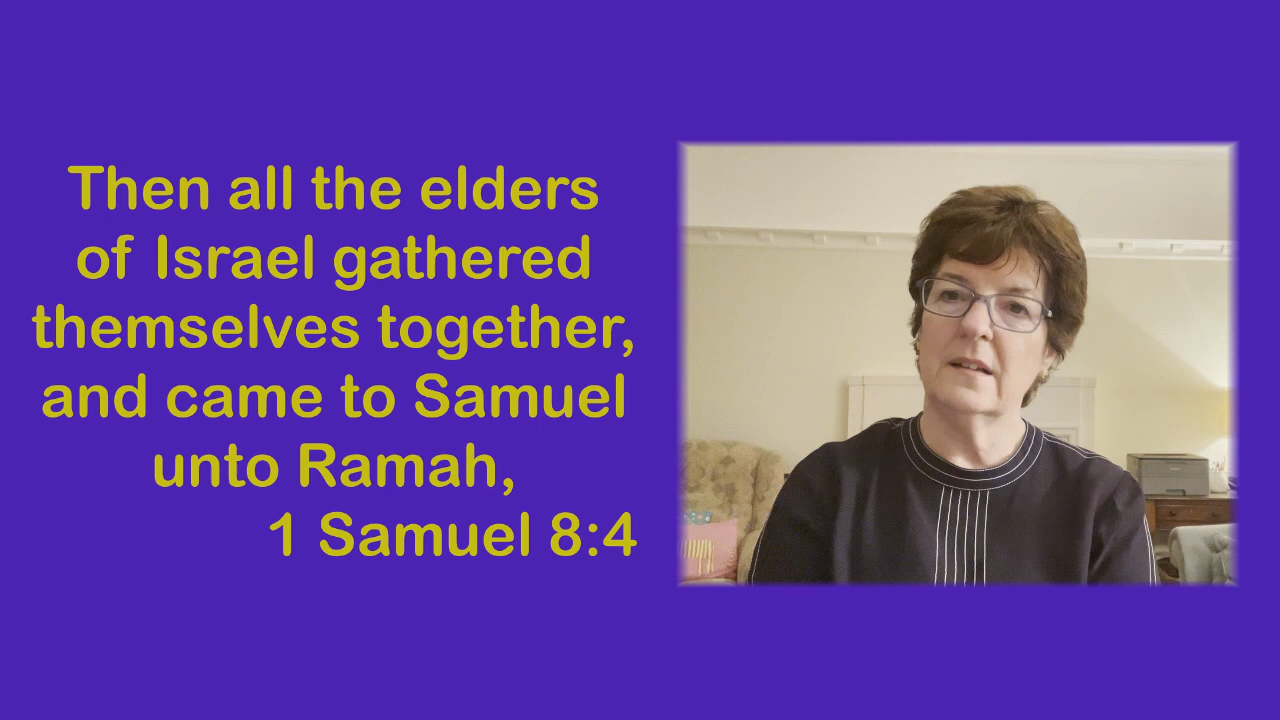 Then all the elders
of Israel gathered
themselves together,
and came to Samuel
unto Ramah,
1 Samuel 8:4